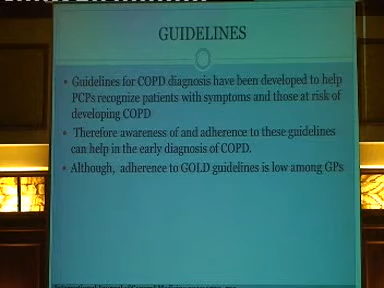 GUIDELINES
• Guidelines for COPD diagnosis have been developed to help
PCPs recognize patients with symptoms and those at risk of
developing COPD
• Therefore awareness of and adherence to these guidelines
can help in the early diagnosis of COPD.
• Although, adherence to GOLD guidelines is low among GPs